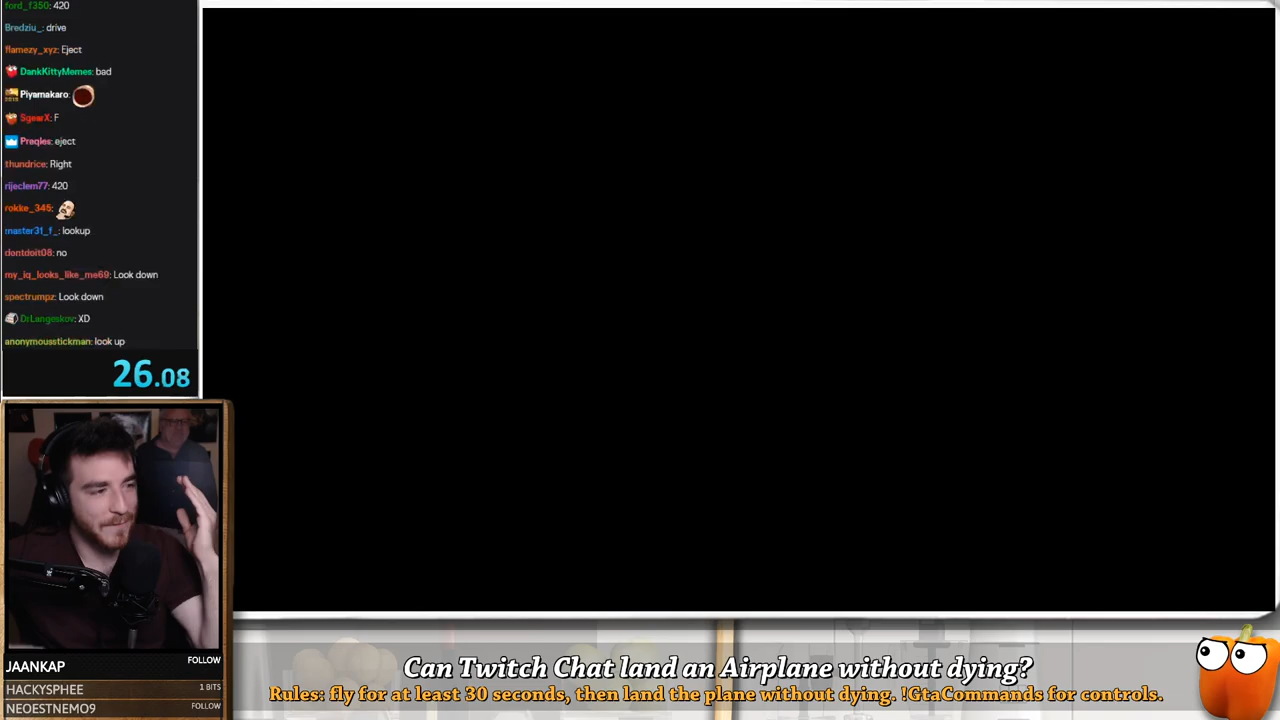 ford_f350: 420
Bredziu_: drive
flamezy_xyz: Eject
DankKittyMemes: bad
Piyamakaro:
SgearX: F
Preqles: eject
thundrice: Right
rijeclem77: 420
rokke_345:
master31_f_: lookup
dontdoit08: no
my_iq_looks_like_me69: Look down
spectrumpz: Look down
DrLangeskov: XD
anonymousstickman: look up
26.08
JAANKAP FOLLOW
HACKYSPHEE 1 BITS
NEOESTNEMO9 FOLLOW
Can Twitch Chat land an Airplane without dying?
Rules: fly for at least 30 seconds, then land the plane without dying. !GtaCommands for controls.